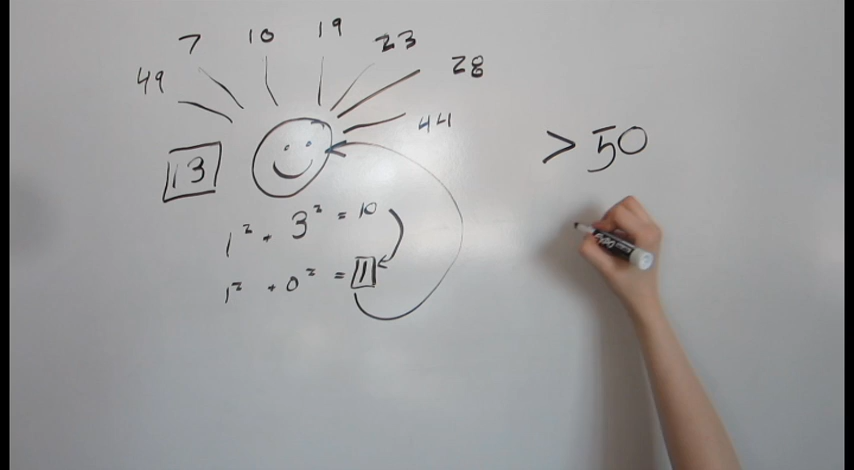 49 7 10 19 23 28 44
13
> 50
1² + 3² = 10
1² + 0² = 1